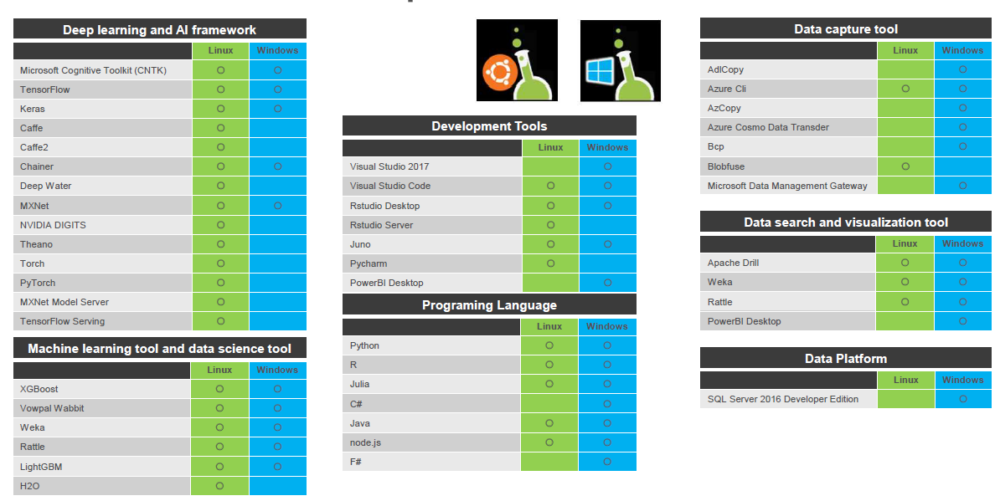 Deep learning and AI framework
Linux Windows
Microsoft Cognitive Toolkit (CNTK) O O
TensorFlow O O
Keras O O
Caffe O
Caffe2 O
Chainer O O
Deep Water O
MXNet O O
NVIDIA DIGITS O
Theano O
Torch O
PyTorch O
MXNet Model Server O
TensorFlow Serving O
Machine learning tool and data science tool
Linux Windows
XGBoost O O
Vowpal Wabbit O O
Weka O O
Rattle O O
LightGBM O O
H2O O
Development Tools
Linux Windows
Visual Studio 2017 O
Visual Studio Code O O
Rstudio Desktop O O
Rstudio Server O
Juno O O
Pycharm O
PowerBI Desktop O
Programing Language
Linux Windows
Python O O
R O O
Julia O O
C# O
Java O O
node.js O O
F# O
Data capture tool
Linux Windows
AdlCopy O
Azure Cli O O
AzCopy O
Azure Cosmo Data Transder O
Bcp O
Blobfuse O
Microsoft Data Management Gateway O
Data search and visualization tool
Linux Windows
Apache Drill O O
Weka O O
Rattle O O
PowerBI Desktop O
Data Platform
Linux Windows
SQL Server 2016 Developer Edition O